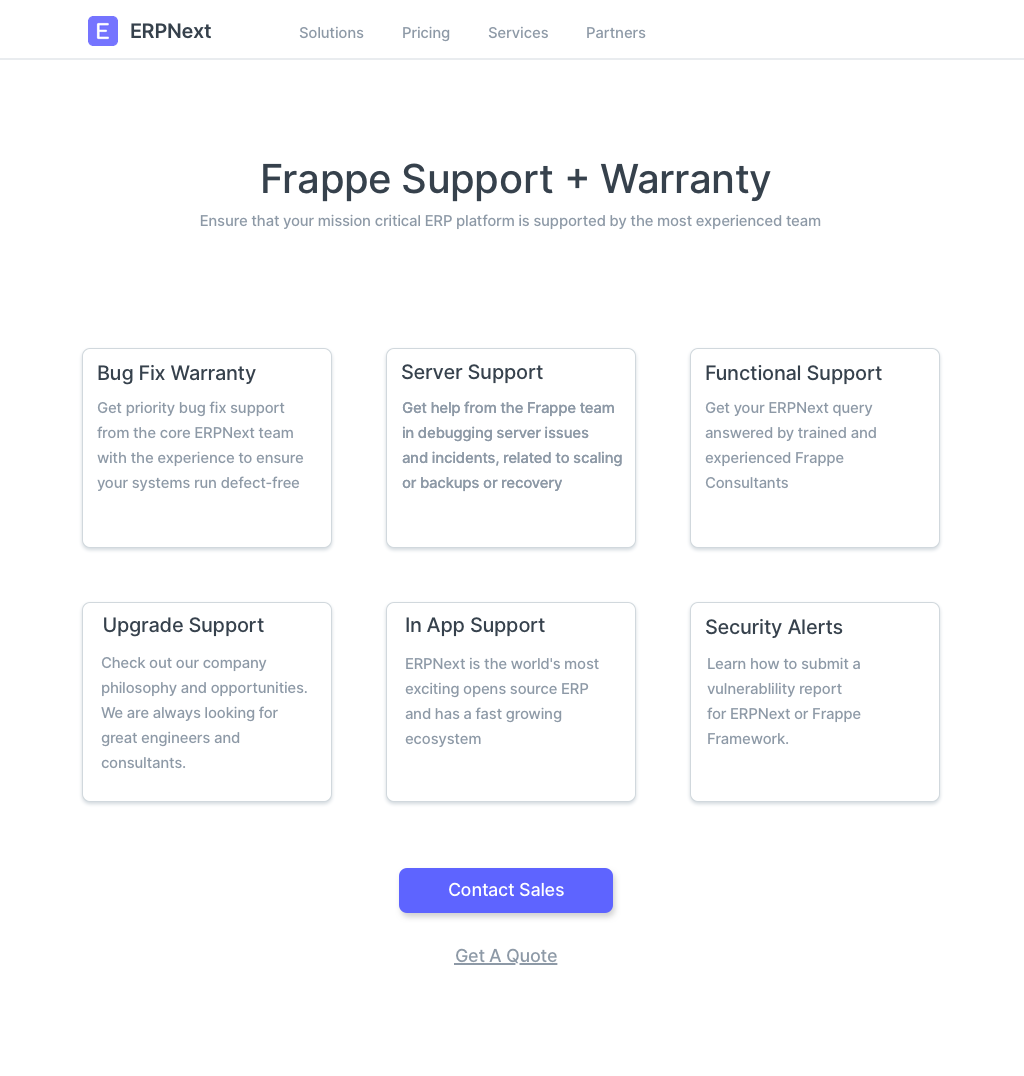 E ERPNext Solutions Pricing Services Partners
Frappe Support + Warranty
Ensure that your mission critical ERP platform is supported by the most experienced team
Bug Fix Warranty
Get priority bug fix support
from the core ERPNext team
with the experience to ensure
your systems run defect-free
Server Support
Get help from the Frappe team
in debugging server issues
and incidents, related to scaling
or backups or recovery
Functional Support
Get your ERPNext query
answered by trained and
experienced Frappe
Consultants
Upgrade Support
Check out our company
philosophy and opportunities.
We are always looking for
great engineers and
consultants.
In App Support
ERPNext is the world's most
exciting opens source ERP
and has a fast growing
ecosystem
Security Alerts
Learn how to submit a
vulnerablility report
for ERPNext or Frappe
Framework.
Contact Sales
Get A Quote